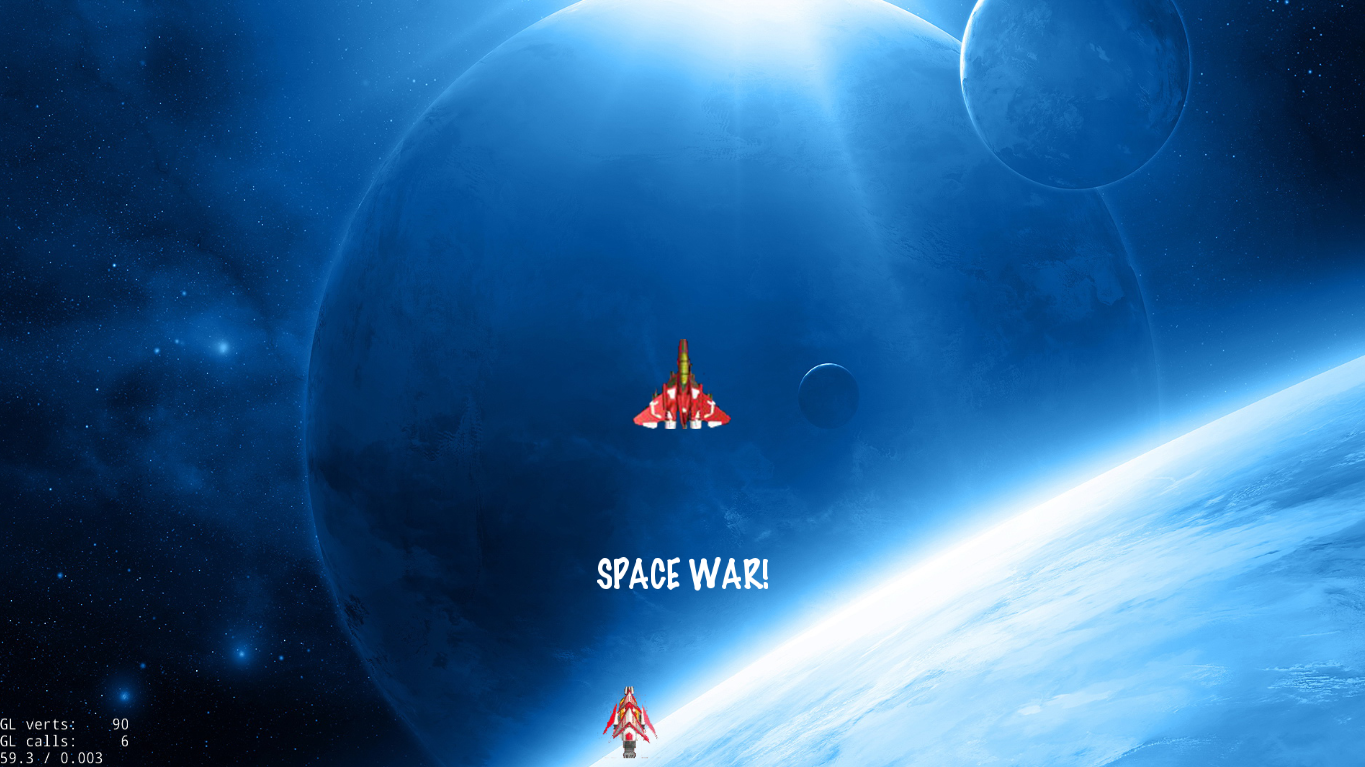 SPACE WAR!
GL verts:    90
GL calls:     6
59.3 / 0.003